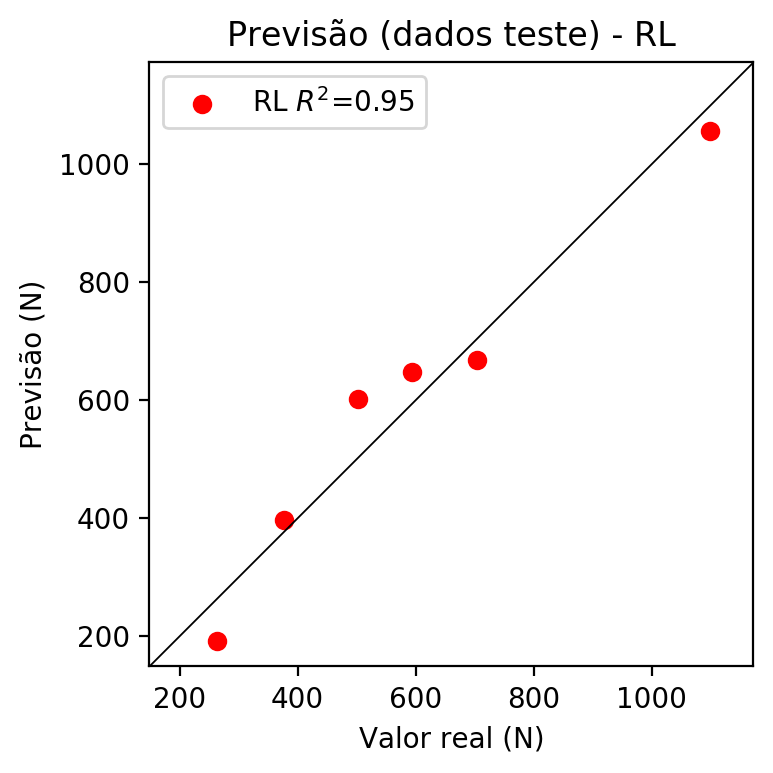 Previsão (dados teste) - RL
RL $R^2$=0.95
Previsão (N)
1000
800
600
400
200
200 400 600 800 1000
Valor real (N)